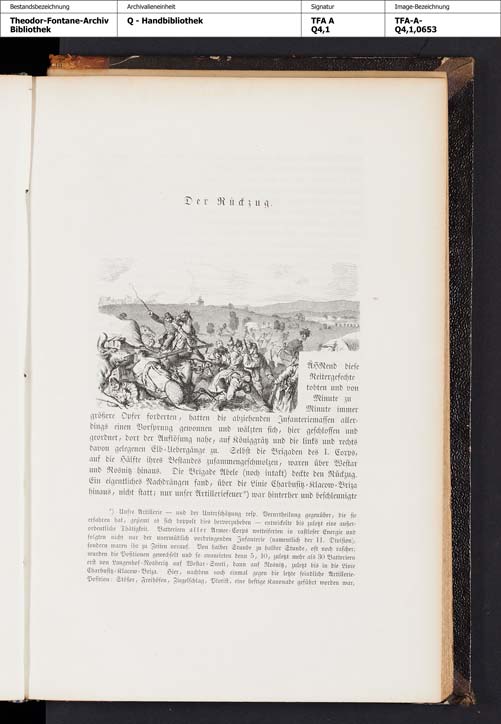 Bestandsbezeichnung
Archivalieneinheit
Signatur
Image-Bezeichnung
Theodor-Fontane-Archiv
Bibliothek
Q - Handbibliothek
TFA A
Q4,1
TFA-A-
Q4,1,0653
Der Rückzug.
ÄHRend diese
Reitergefechte
tobten und von
Minute zu
Minute immer
größere Opfer forderten, hatten die abziehenden Infanteriemassen aller-
dings einen Vorsprung gewonnen und wälzten sich, hier geschlossen und
geordnet, dort der Auflösung nahe, auf Königgrätz und die links und rechts
davon gelegenen Elb-Uebergänge zu. Selbst die Brigaden des I. Corps,
auf die Hälfte ihres Bestandes zusammengeschmolzen, waren über Westar
und Rosnitz hinaus. Die Brigade Abele (noch intakt) deckte den Rückzug.
Ein eigentliches Nachdrängen fand, über die Linie Charbusitz-Klacow-Briza
hinaus, nicht statt; nur unser Artilleriefeuer*) war hinterher und beschleunigte
*) Unsre Artillerie — und der Unterschätzung resp. Verurtheilung gegenüber, die sie
erfahren hat, geziemt es sich doppelt dies hervorzuheben — entwickelte bis zuletzt eine außer-
ordentliche Thätigkeit. Batterieen aller Armee-Corps wetteiferten in rastloser Energie und
folgten nicht nur der unermüdlich vordringenden Infanterie (namentlich der 11. Division),
sondern waren ihr zu Zeiten voraus. Von halber Stunde zu halber Stunde, oft noch rascher,
wurden die Positionen gewechselt und so avancirten denn 5, 10, zuletzt mehr als 30 Batterieen
erst von Langenhof-Rosberitz auf Westar-Sweti, dann auf Rosnitz, zuletzt bis in die Linie
Charbusitz-Klacow-Briza. Hier, nachdem noch einmal gegen die letzte feindliche Artillerie-
Position: Stößer, Freihöfen, Ziegelschlag, Plotist, eine heftige Kanonade geführt worden war,